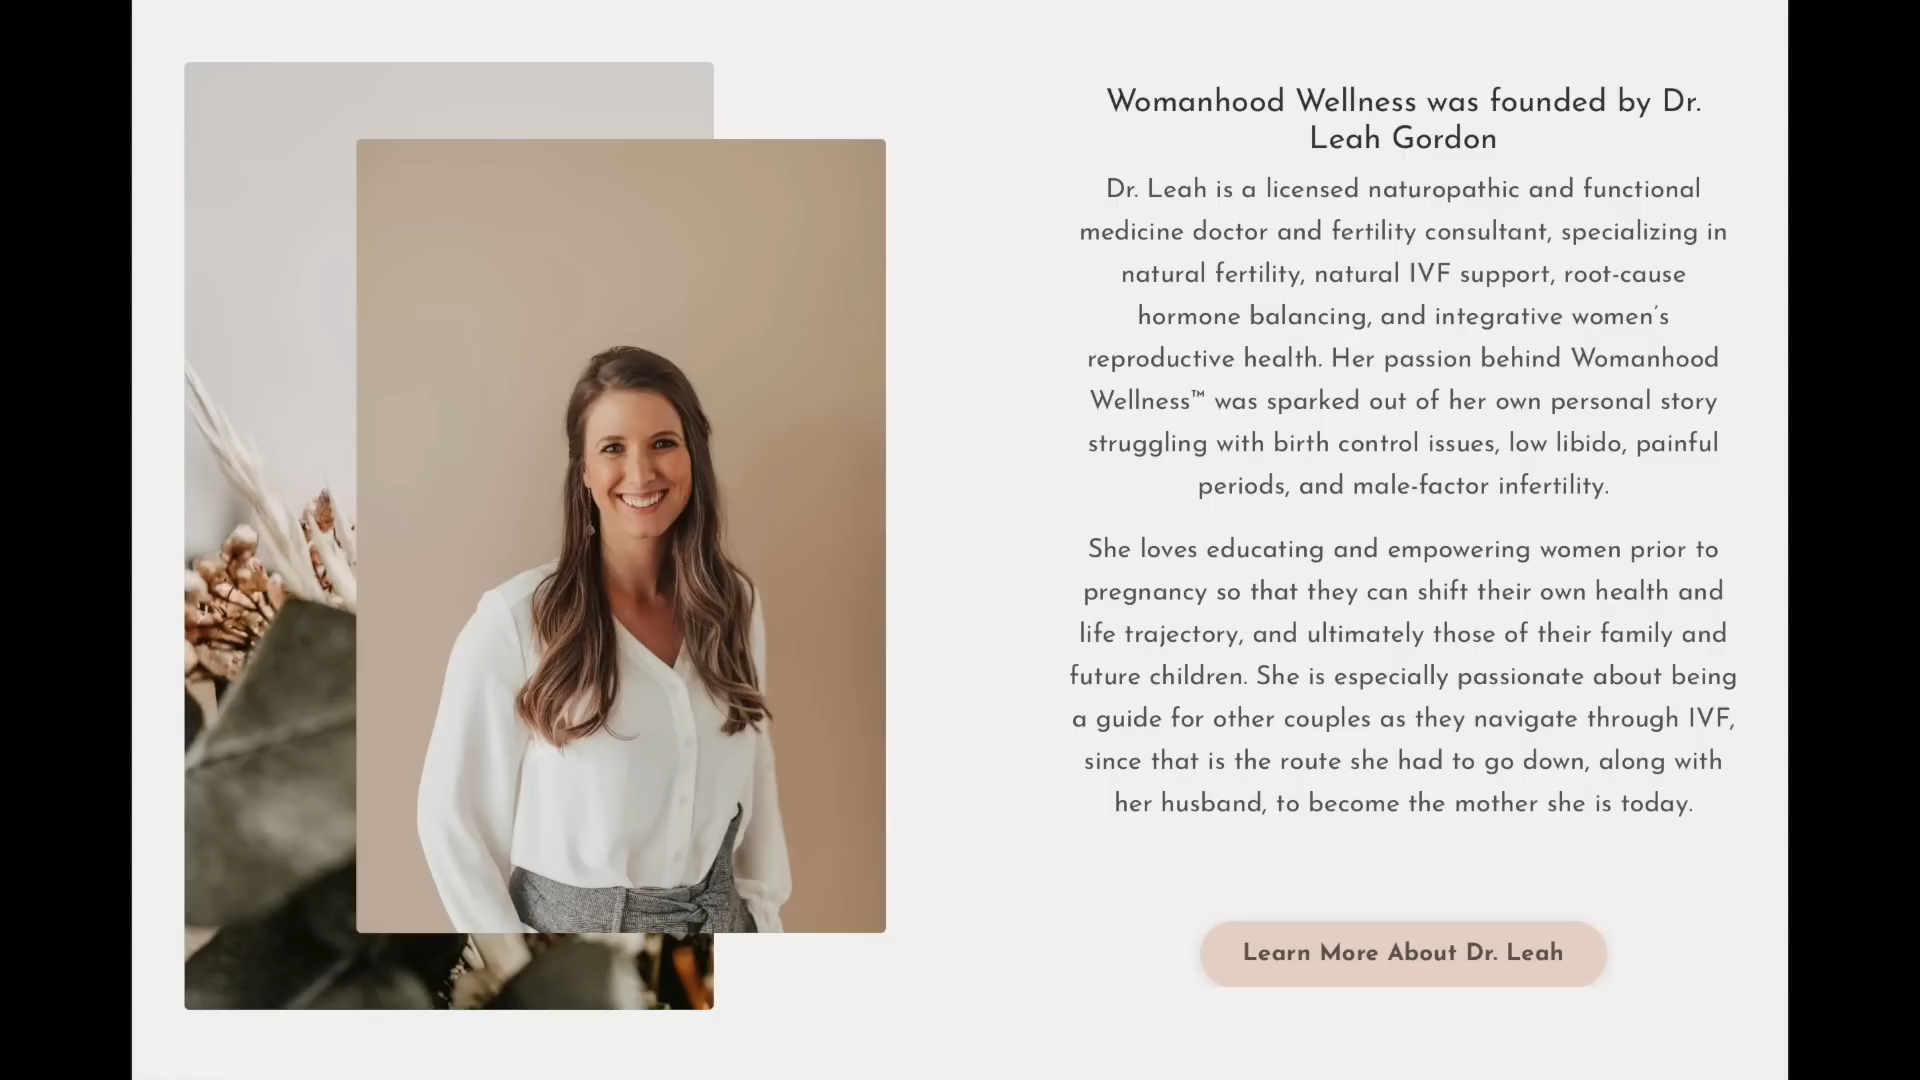 Womanhood Wellness was founded by Dr.
Leah Gordon
Dr. Leah is a licensed naturopathic and functional
medicine doctor and fertility consultant, specializing in
natural fertility, natural IVF support, root-cause
hormone balancing, and integrative women's
reproductive health. Her passion behind Womanhood
Wellness™ was sparked out of her own personal story
struggling with birth control issues, low libido, painful
periods, and male-factor infertility.
She loves educating and empowering women prior to
pregnancy so that they can shift their own health and
life trajectory, and ultimately those of their family and
future children. She is especially passionate about being
a guide for other couples as they navigate through IVF,
since that is the route she had to go down, along with
her husband, to become the mother she is today.
Learn More About Dr. Leah